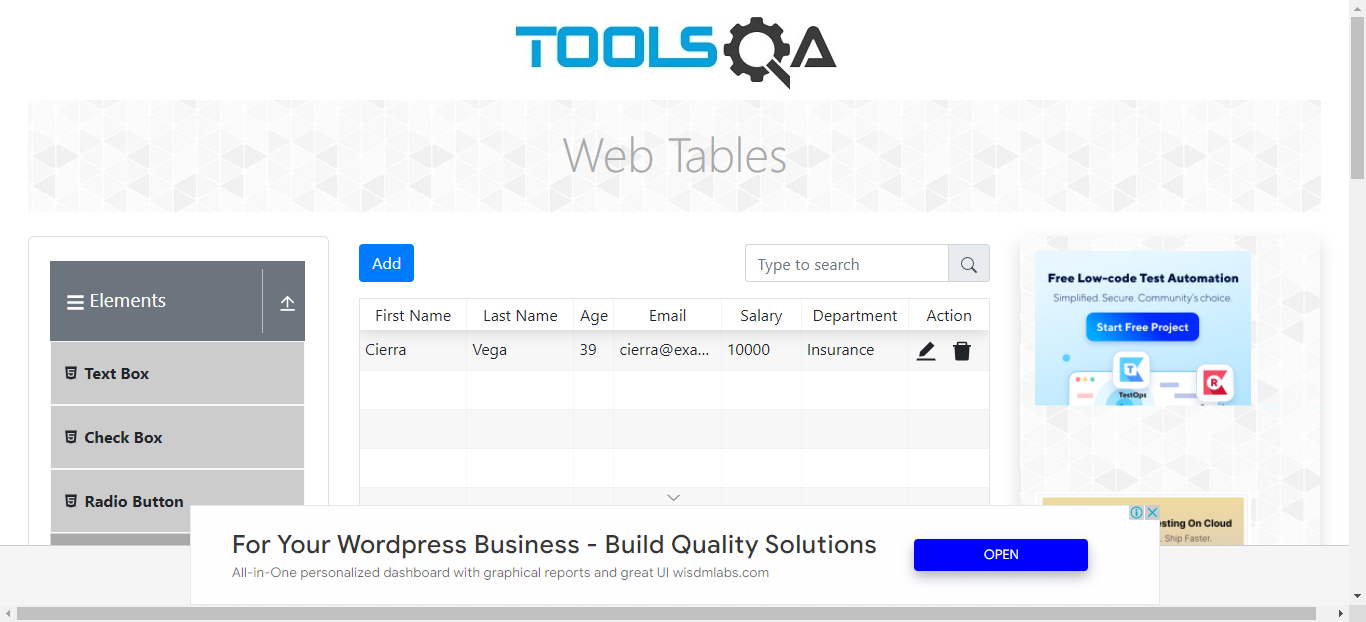 TOOLSQA
Web Tables
Elements
Text Box
Check Box
Radio Button
Add
Type to search
First Name Last Name Age Email Salary Department Action
Cierra Vega 39 cierra@exa... 10000 Insurance
Free Low-code Test Automation
Simplified. Secure. Community's choice.
Start Free Project
TestOps
sting On Cloud
. Ship Faster.
For Your Wordpress Business - Build Quality Solutions
All-in-One personalized dashboard with graphical reports and great UI wisdmlabs.com
OPEN